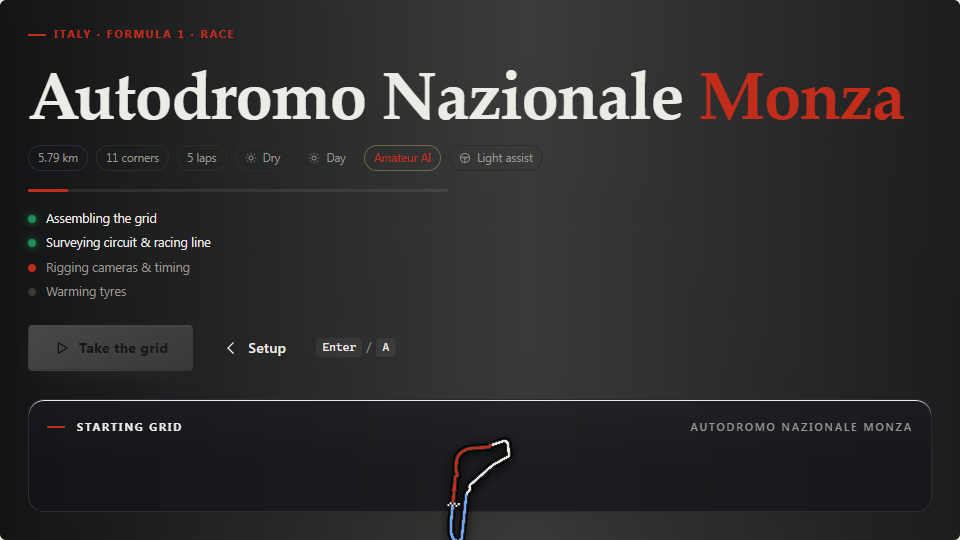 ITALY · FORMULA 1 · RACE
Autodromo Nazionale Monza
5.79 km 11 corners 5 laps Dry Day Amateur AI Light assist
Assembling the grid
Surveying circuit & racing line
Rigging cameras & timing
Warming tyres
Take the grid Setup Enter / A
STARTING GRID AUTODROMO NAZIONALE MONZA